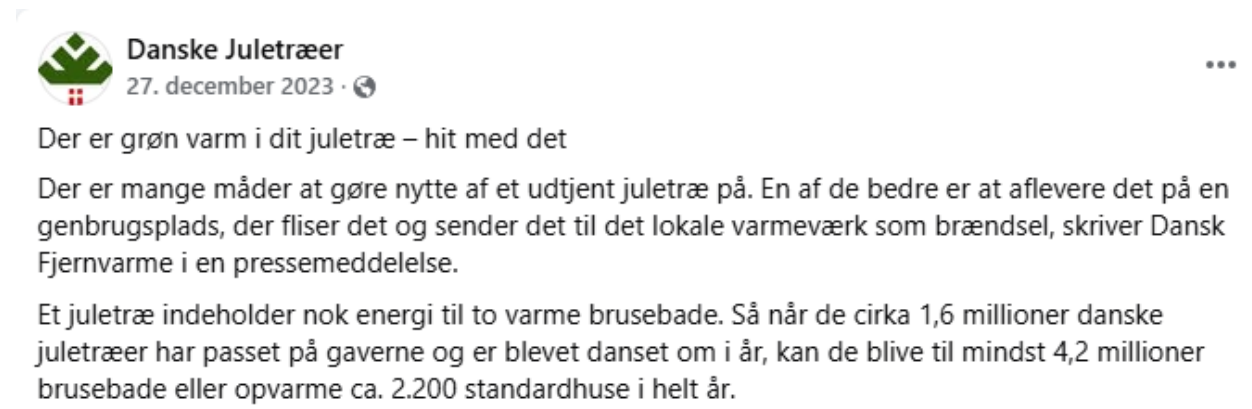 Danske Juletræer
27. december 2023 ·
Der er grøn varm i dit juletræ – hit med det
Der er mange måder at gøre nytte af et udtjent juletræ på. En af de bedre er at aflevere det på en
genbrugsplads, der fliser det og sender det til det lokale varmeværk som brændsel, skriver Dansk
Fjernvarme i en pressemeddelelse.
Et juletræ indeholder nok energi til to varme brusebade. Så når de cirka 1,6 millioner danske
juletræer har passet på gaverne og er blevet danset om i år, kan de blive til mindst 4,2 millioner
brusebade eller opvarme ca. 2.200 standardhuse i helt år.